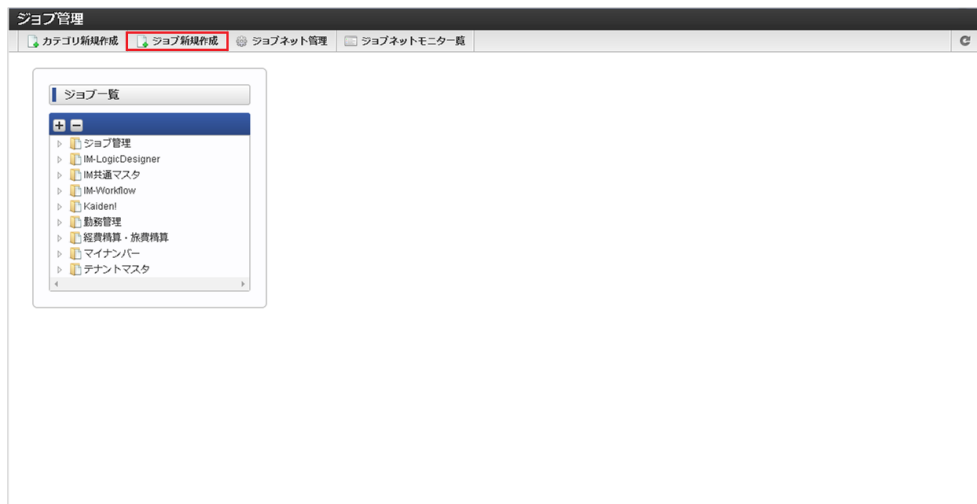 ジョブ管理
カテゴリ新規作成 ジョブ新規作成 ジョブネット管理 ジョブネットモニター覧
ジョブ一覧
ジョブ管理
IM-LogicDesigner
IM共通マスタ
IM-Workflow
Kaiden!
勤務管理
経費精算・旅費精算
マイナンバー
テナントマスタ